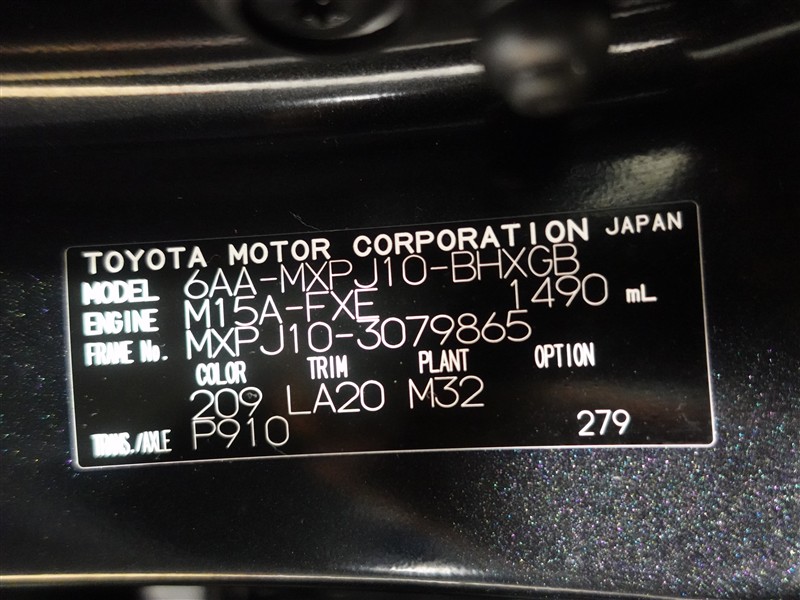 TOYOTA MOTOR CORPORATION JAPAN
MODEL 6AA-MXPJ10-BHXGB
ENGINE M15A-FXE 1490 mL
FRAME No. MXPJ10-3079865
COLOR TRIM PLANT OPTION
209 LA20 M32
TRANS./AXLE P910 279